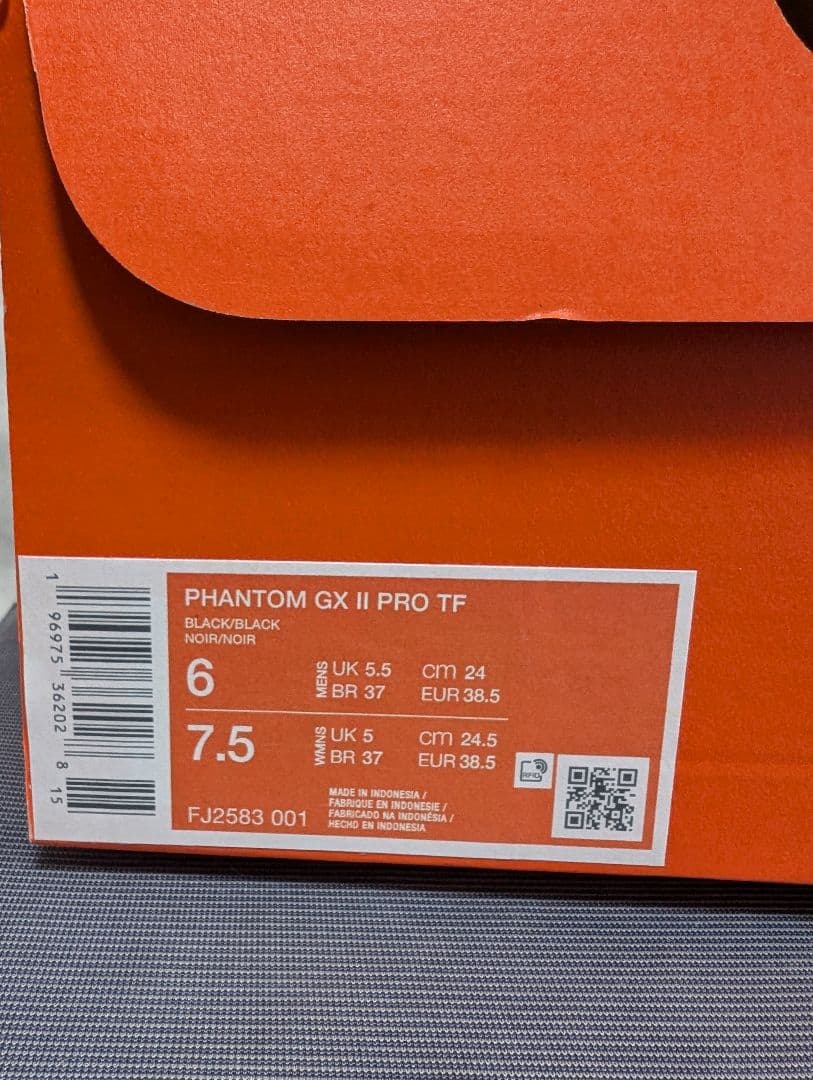 PHANTOM GX II PRO TF
BLACK/BLACK
NOIR/NOIR
6
MENS
UK 5.5 cm 24
BR 37 EUR 38.5
7.5
WMNS
UK 5 cm 24.5
BR 37 EUR 38.5
FJ2583 001
MADE IN INDONESIA /
FABRIQUE EN INDONESIE /
FABRICADO NA INDONÉSIA /
HECHO EN INDONESIA
RFID
1 96975 36202 8 15